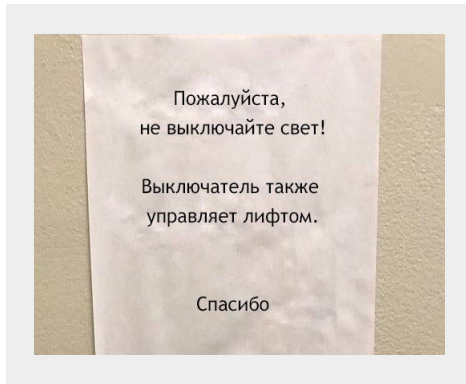 Пожалуйста,
не выключайте свет!
Выключатель также
управляет лифтом.
Спасибо